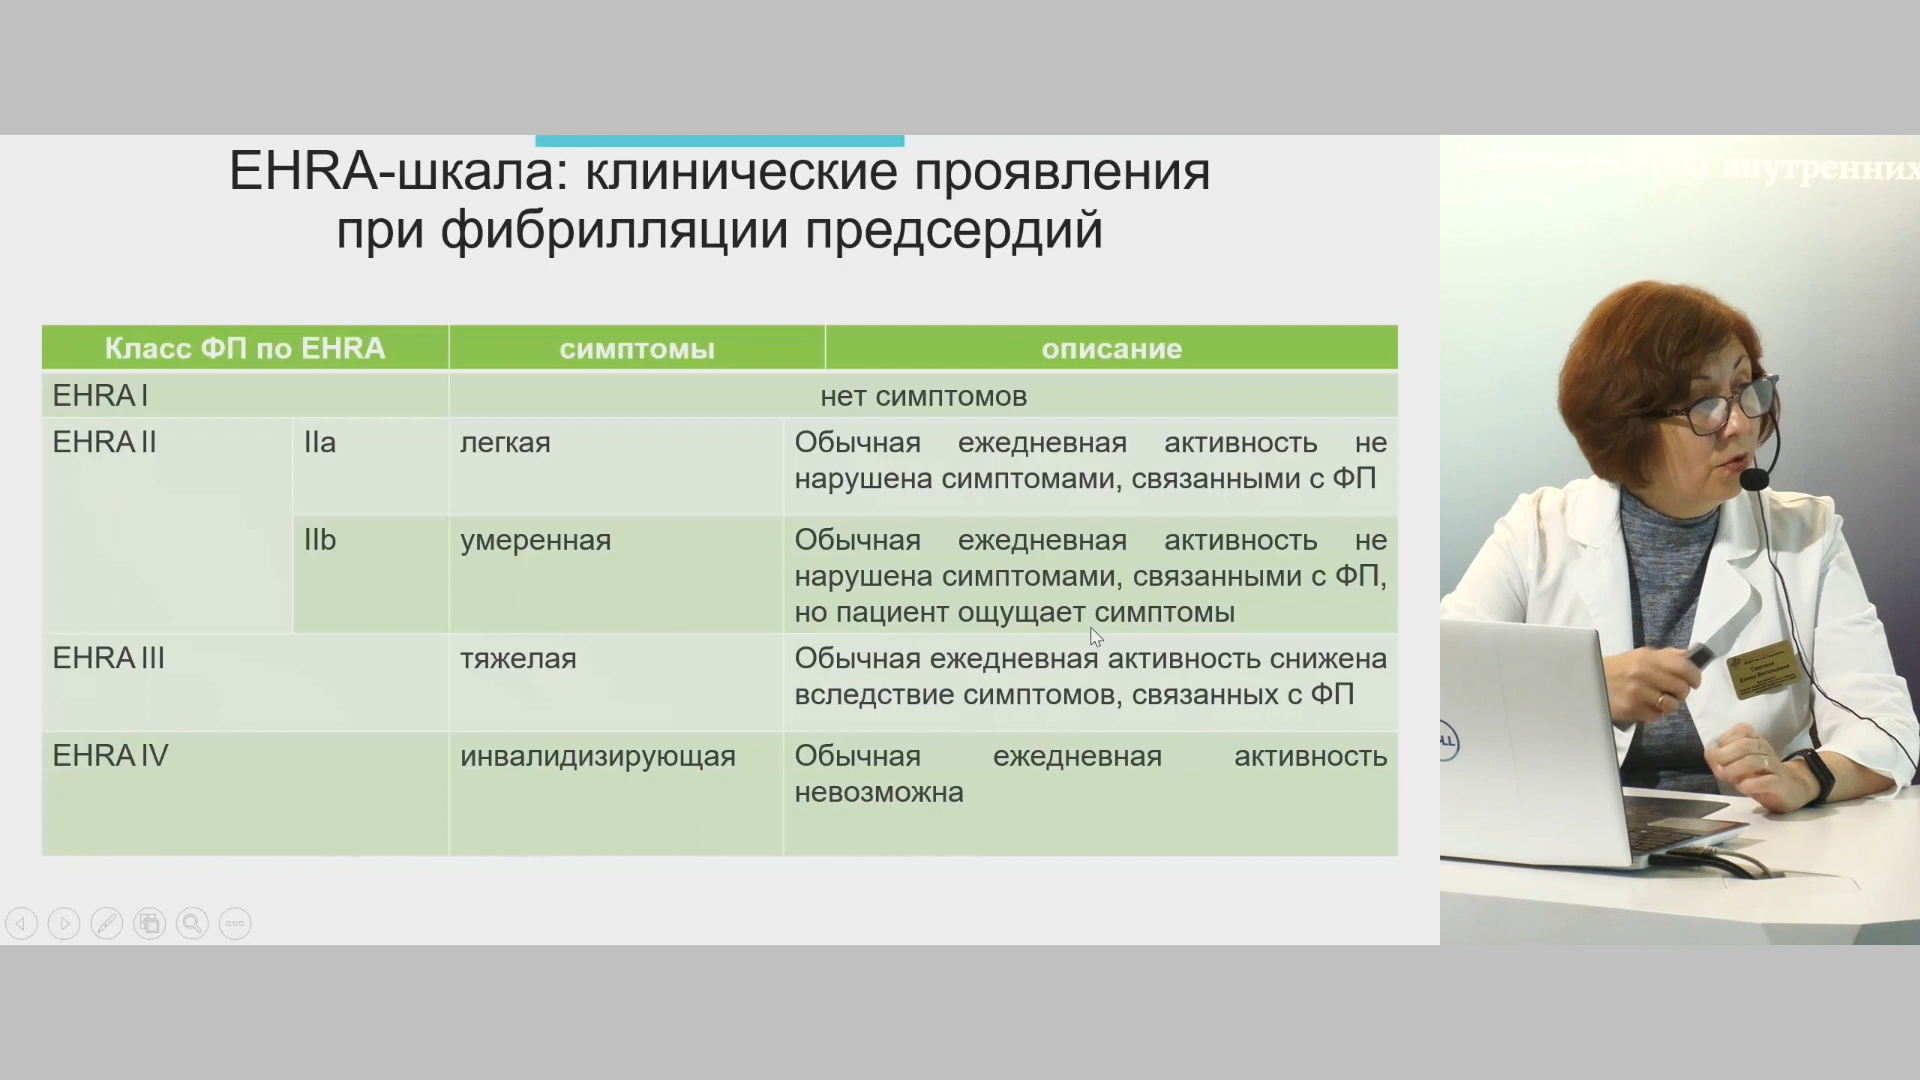 EHRA-шкала: клинические проявления
при фибрилляции предсердий
Класс ФП по EHRA
симптомы
описание
EHRA I
нет симптомов
EHRA II
IIa
легкая
Обычная ежедневная активность не
нарушена симптомами, связанными с ФП
IIb
умеренная
Обычная ежедневная активность не
нарушена симптомами, связанными с ФП,
но пациент ощущает симптомы
EHRA III
тяжелая
Обычная ежедневная активность снижена
вследствие симптомов, связанных с ФП
EHRA IV
инвалидизирующая
Обычная ежедневная активность
невозможна
внутренних